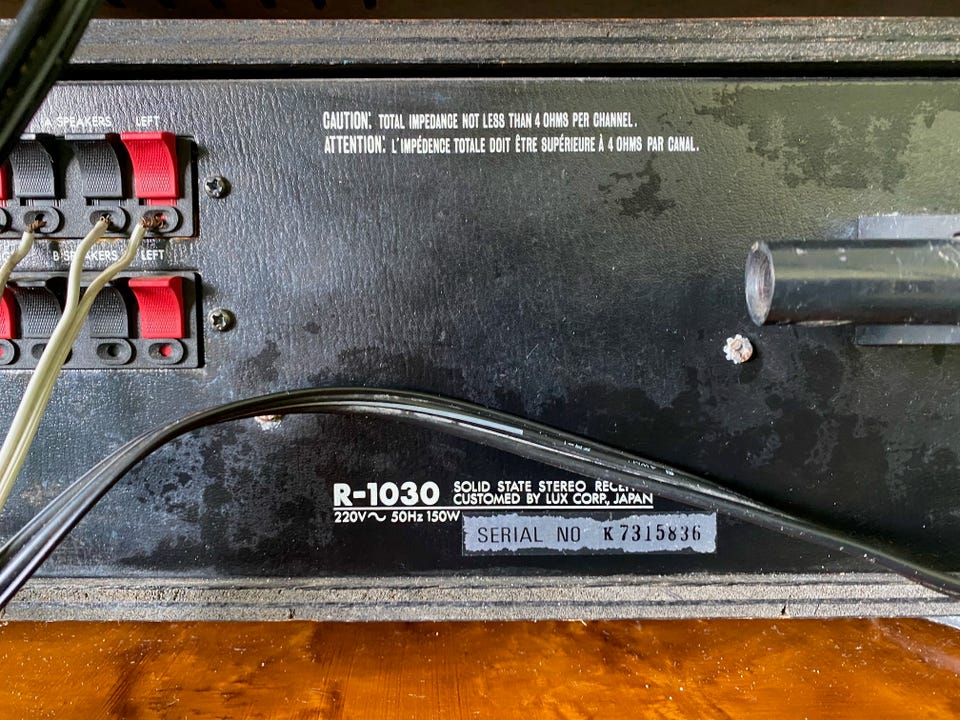 A SPEAKERS LEFT
CAUTION: TOTAL IMPEDANCE NOT LESS THAN 4 OHMS PER CHANNEL.
ATTENTION: L'IMPÉDENCE TOTALE DOIT ÊTRE SUPÉRIEURE À 4 OHMS PAR CANAL.
B SPEAKERS LEFT
R-1030 SOLID STATE STEREO
CUSTOMED BY LUX CORP., JAPAN
220V~ 50Hz 150W
SERIAL NO K7315836